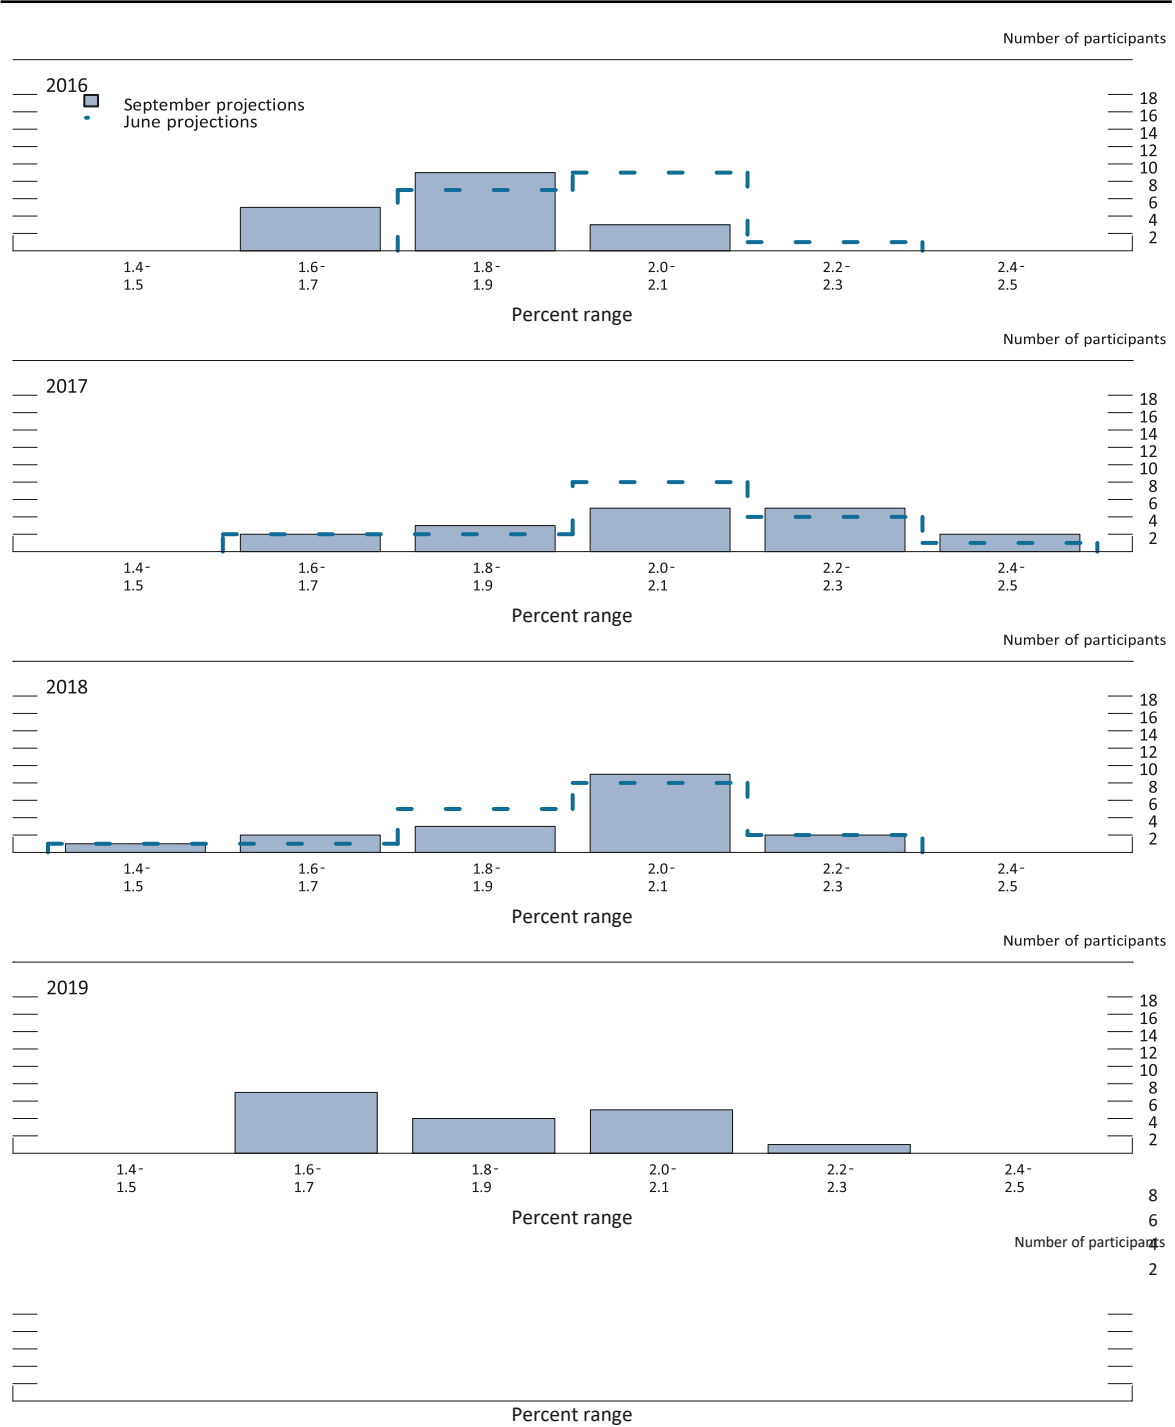 Number of participants
2016
September projections
June projections
18
16
14
12
10
8
6
4
2
1.4- 1.6- 1.8- 2.0- 2.2- 2.4-
1.5 1.7 1.9 2.1 2.3 2.5
Percent range
Number of participants
2017
18
16
14
12
10
8
6
4
2
1.4- 1.6- 1.8- 2.0- 2.2- 2.4-
1.5 1.7 1.9 2.1 2.3 2.5
Percent range
Number of participants
2018
18
16
14
12
10
8
6
4
2
1.4- 1.6- 1.8- 2.0- 2.2- 2.4-
1.5 1.7 1.9 2.1 2.3 2.5
Percent range
Number of participants
2019
18
16
14
12
10
8
6
4
2
1.4- 1.6- 1.8- 2.0- 2.2- 2.4-
1.5 1.7 1.9 2.1 2.3 2.5
Percent range
8
6
Number of participants
4
2
Percent range